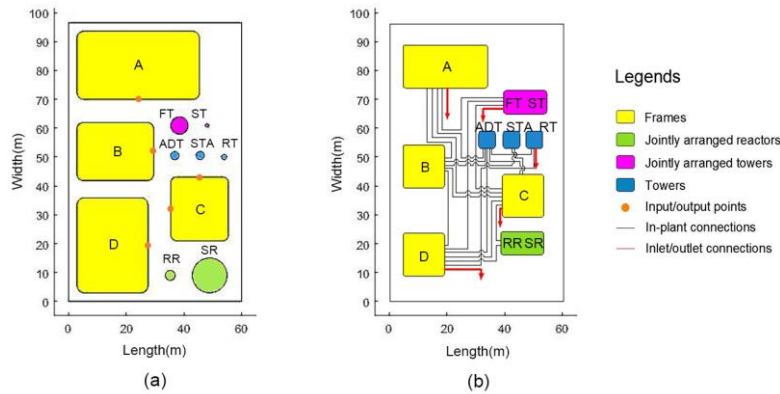 100
90
80
70
60
50
40
30
20
10
0
Width(m)
A
FT ST
B
ADT STA RT
C
D
RR
SR
0 20 40 60
Length(m)
(a)
100
90
80
70
60
50
40
30
20
10
0
Width(m)
A
FT ST
ADT STA RT
B
C
D
RR SR
0 20 40 60
Length(m)
(b)
Legends
Frames
Jointly arranged reactors
Jointly arranged towers
Towers
Input/output points
In-plant connections
Inlet/outlet connections